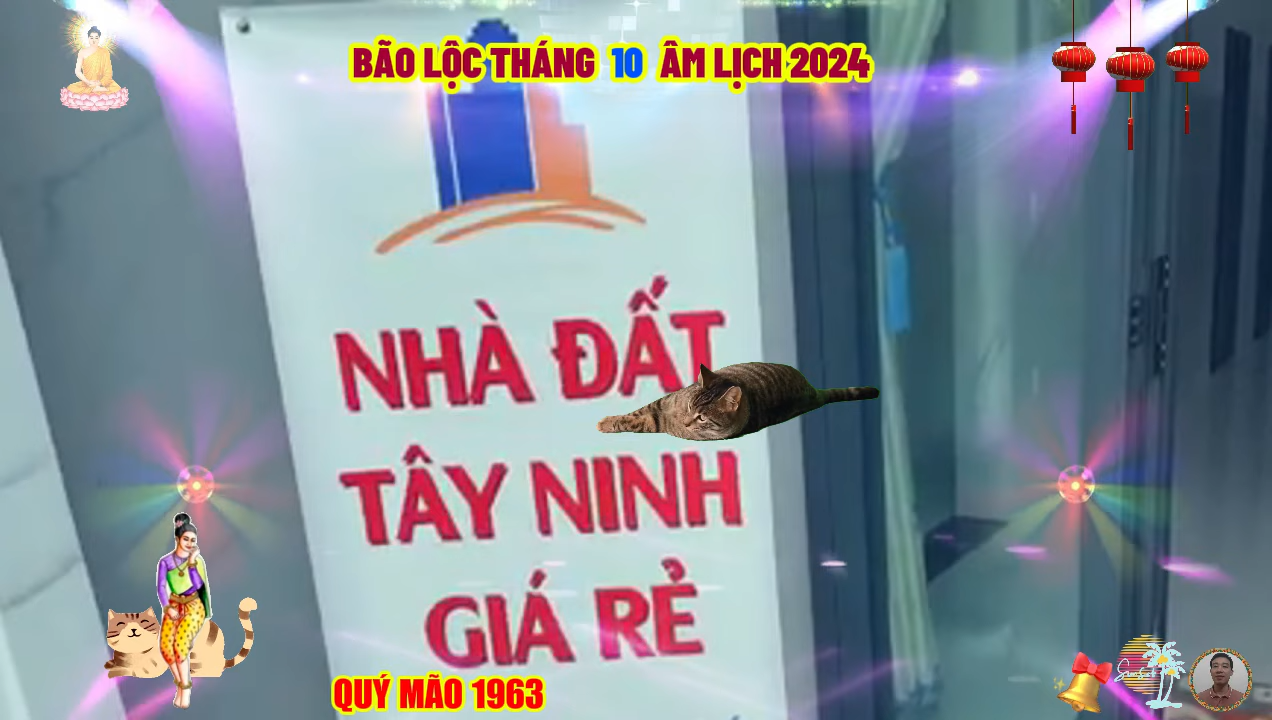 BÃO LỘC THÁNG 10 ÂM LỊCH 2024
NHÀ ĐẤT
TÂY NINH
GIÁ RẺ
QUÝ MÃO 1963